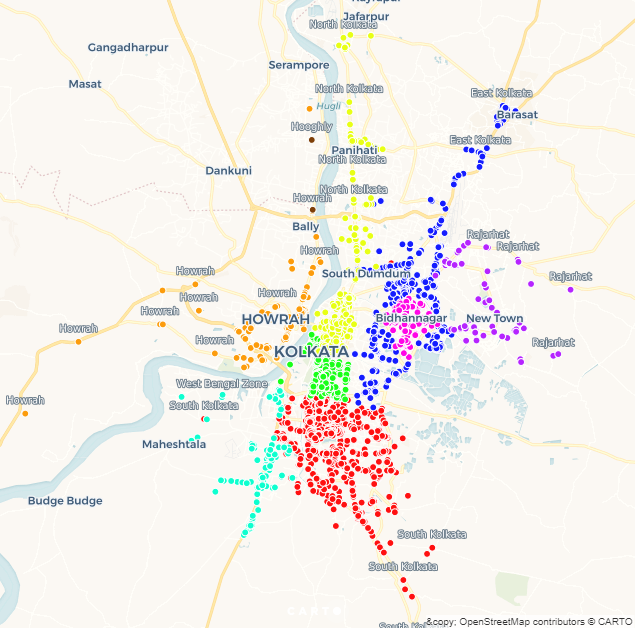 Jafarpur
North Kolkata
Gangadharpur
Serampore
Masat
North Kolkata
East Kolkata
Hugli
Barasat
Hooghly
East Kolkata
Panihati
North Kolkata
Dankuni
North Kolkata
Howrah
Bally
Rajarhat
Rajarhat
Howrah
Howrah
South Dumdum
Rajarhat
Howrah
Howrah
Howrah
HOWRAH
Bidhannagar
New Town
Howrah
Howrah
Rajarhat
KOLKATA
West Bengal Zone
Howrah
South Kolkata
Maheshtala
Budge Budge
South Kolkata
South Kolkata
CARTO
South Kolkata
&copy; OpenStreetMap contributors © CARTO